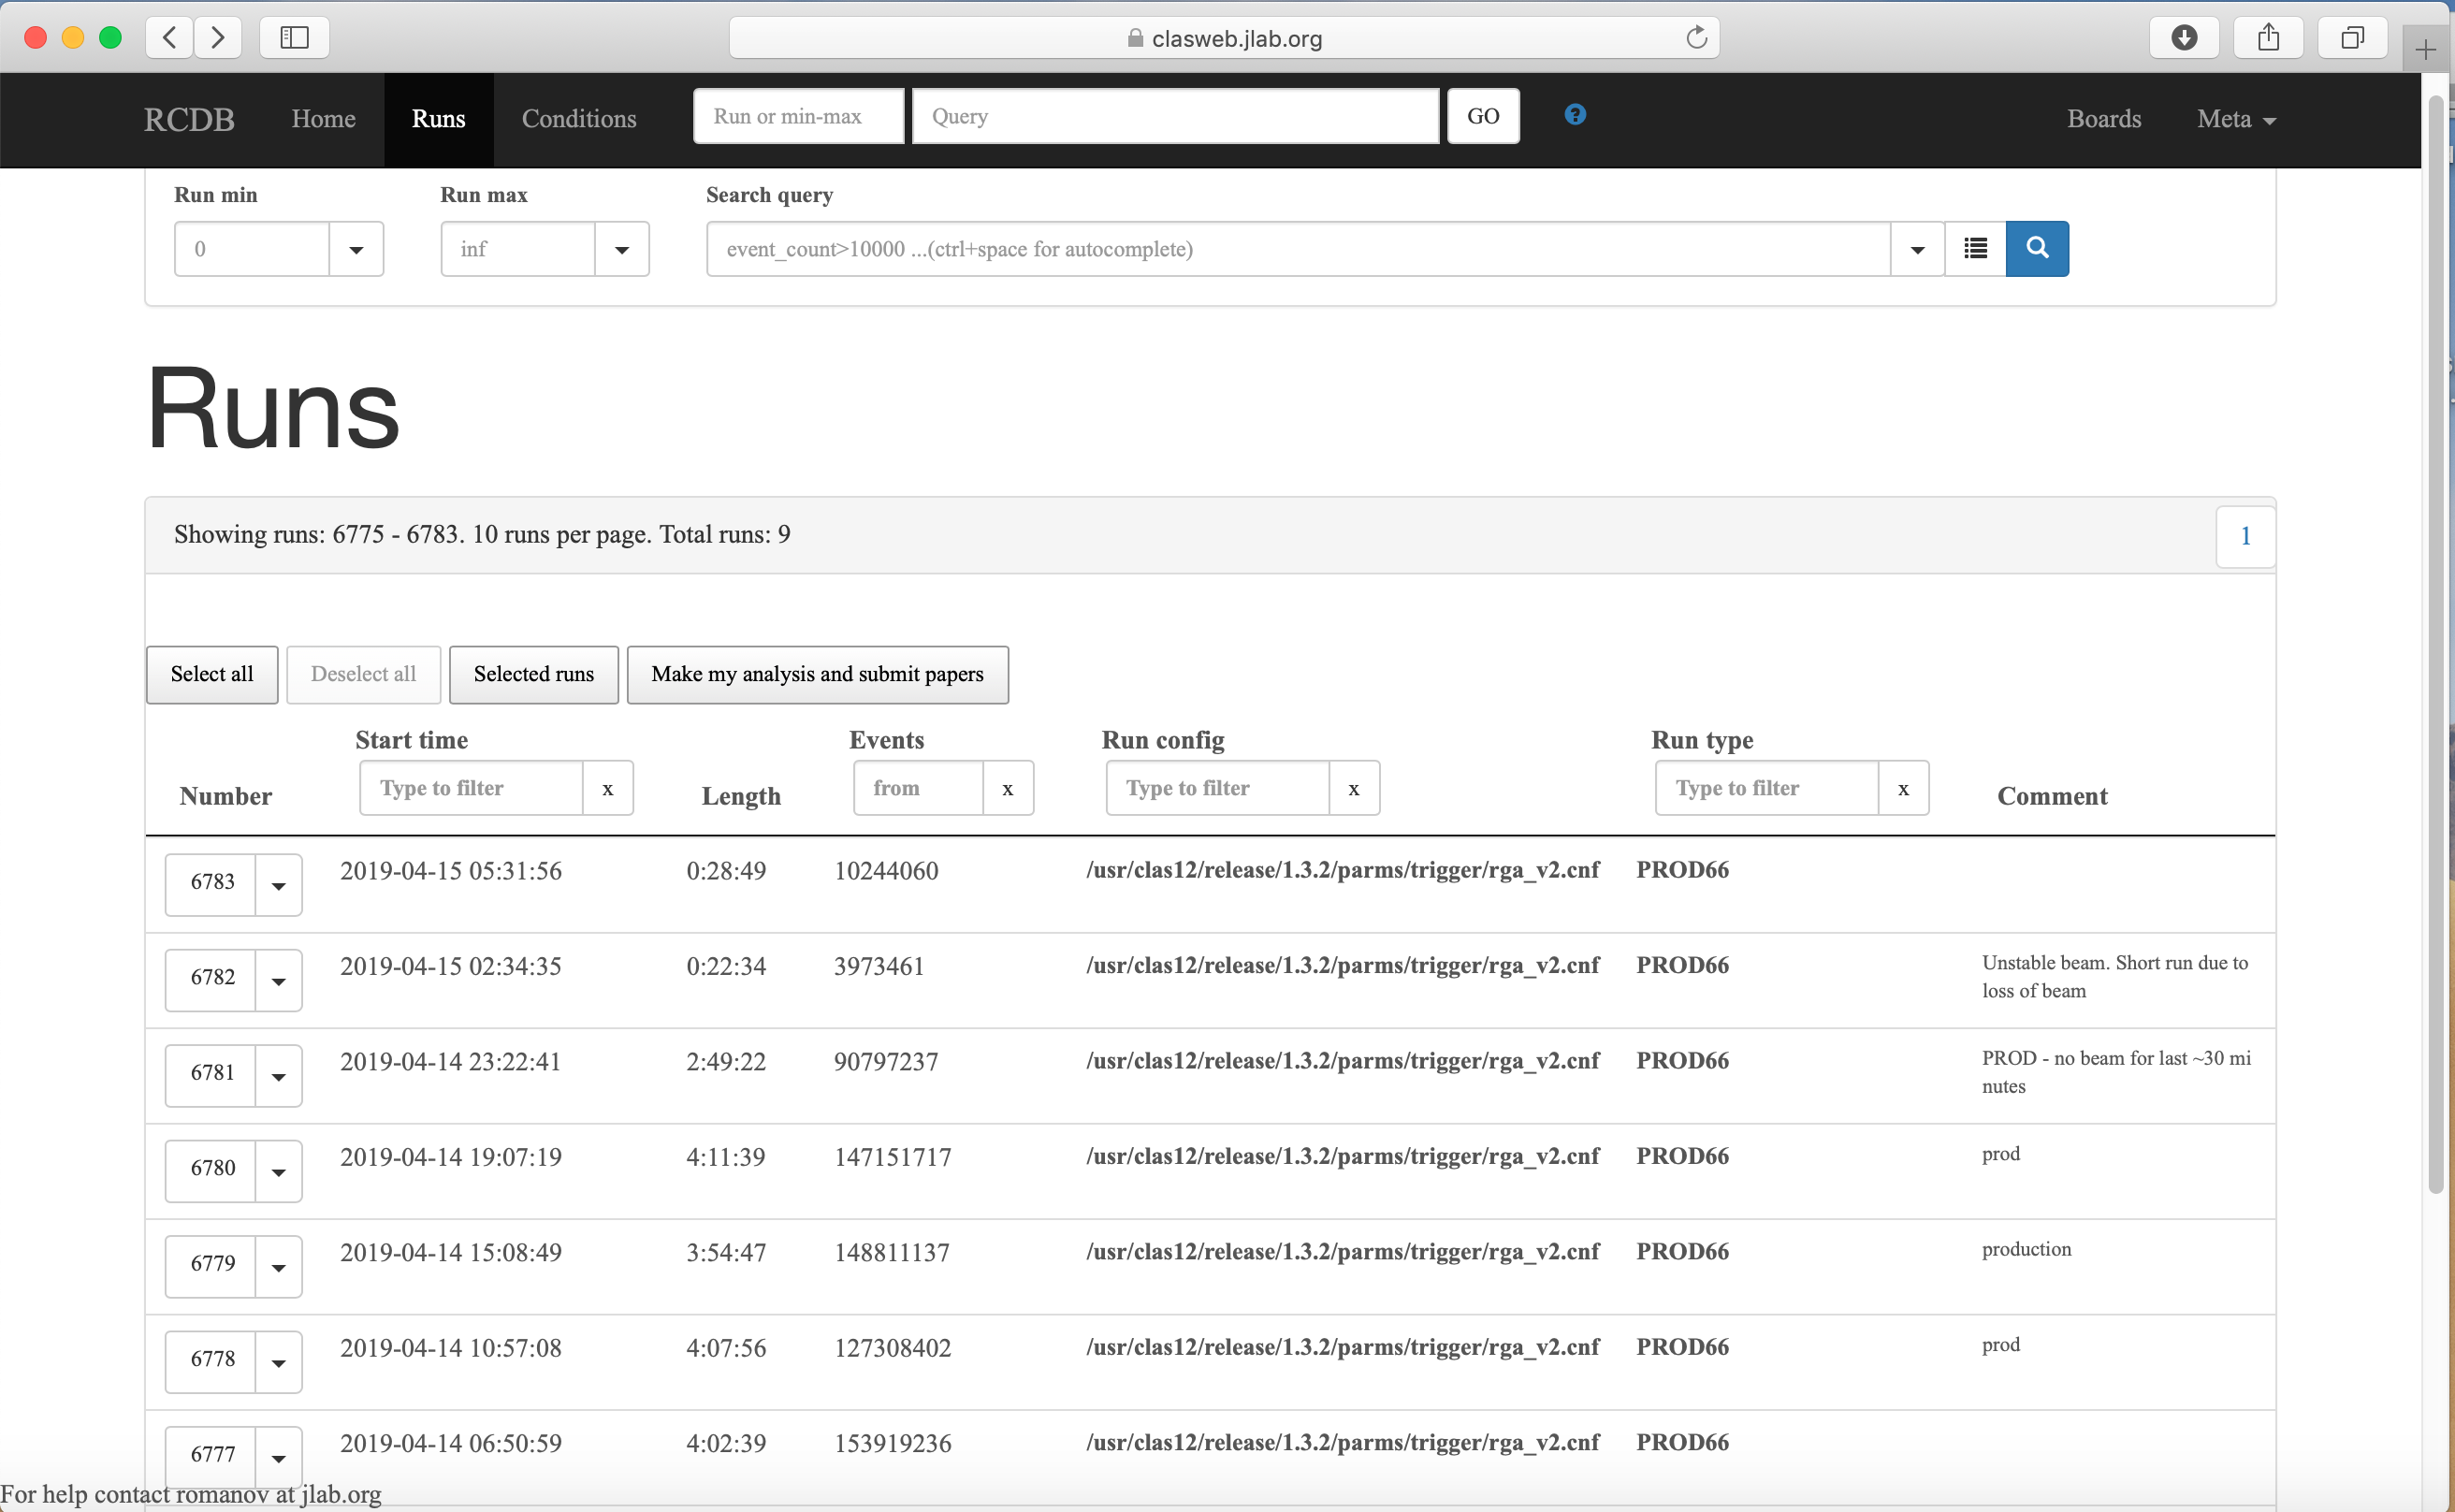 clasweb.jlab.org
RCDB Home Runs Conditions Run or min-max Query GO ? Boards Meta
Run min Run max Search query
0 inf event_count>10000 ...(ctrl+space for autocomplete)
Runs
Showing runs: 6775 - 6783. 10 runs per page. Total runs: 9 1
Select all Deselect all Selected runs Make my analysis and submit papers
Start time Events Run config Run type
Number Type to filter x Length from x Type to filter x Type to filter x Comment
6783 2019-04-15 05:31:56 0:28:49 10244060 /usr/clas12/release/1.3.2/parms/trigger/rga_v2.cnf PROD66
6782 2019-04-15 02:34:35 0:22:34 3973461 /usr/clas12/release/1.3.2/parms/trigger/rga_v2.cnf PROD66 Unstable beam. Short run due to
loss of beam
6781 2019-04-14 23:22:41 2:49:22 90797237 /usr/clas12/release/1.3.2/parms/trigger/rga_v2.cnf PROD66 PROD - no beam for last ~30 mi
nutes
6780 2019-04-14 19:07:19 4:11:39 147151717 /usr/clas12/release/1.3.2/parms/trigger/rga_v2.cnf PROD66 prod
6779 2019-04-14 15:08:49 3:54:47 148811137 /usr/clas12/release/1.3.2/parms/trigger/rga_v2.cnf PROD66 production
6778 2019-04-14 10:57:08 4:07:56 127308402 /usr/clas12/release/1.3.2/parms/trigger/rga_v2.cnf PROD66 prod
6777 2019-04-14 06:50:59 4:02:39 153919236 /usr/clas12/release/1.3.2/parms/trigger/rga_v2.cnf PROD66
For help contact romanov at jlab.org